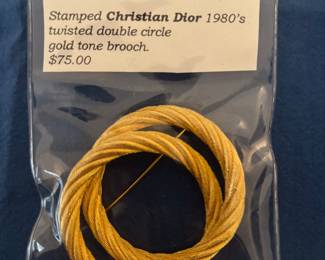 Stamped Christian Dior 1980's
twisted double circle
gold tone brooch.
$75.00